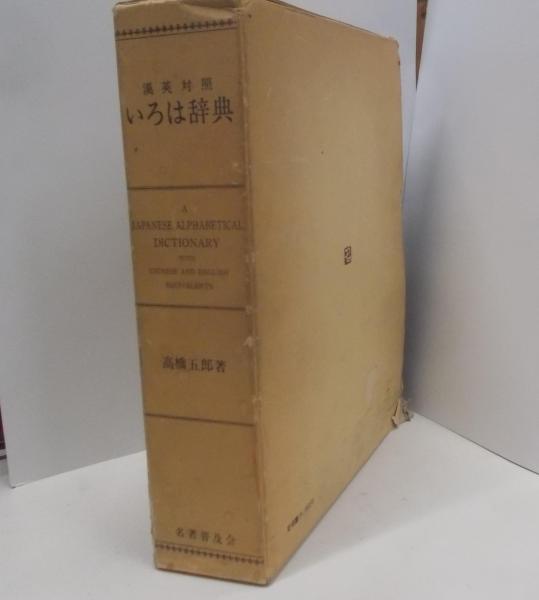 漢英対照
いろは辞典
A
JAPANESE ALPHABETICAL
DICTIONARY
WITH
CHINESE AND ENGLISH
EQUIVALENTS
高橋五郎著
名著普及会